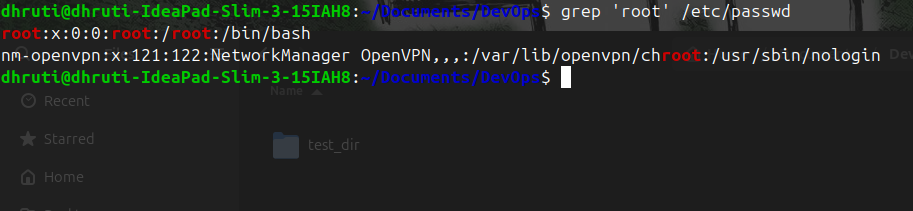 dhruti@dhruti-IdeaPad-Slim-3-15IAH8:~/Documents/DevOps$ grep 'root' /etc/passwd
root:x:0:0:root:/root:/bin/bash
nm-openvpn:x:121:122:NetworkManager OpenVPN,,,:/var/lib/openvpn/chroot:/usr/sbin/nologin
dhruti@dhruti-IdeaPad-Slim-3-15IAH8:~/Documents/DevOps$
Recent
Name
Starred
test_dir
Home